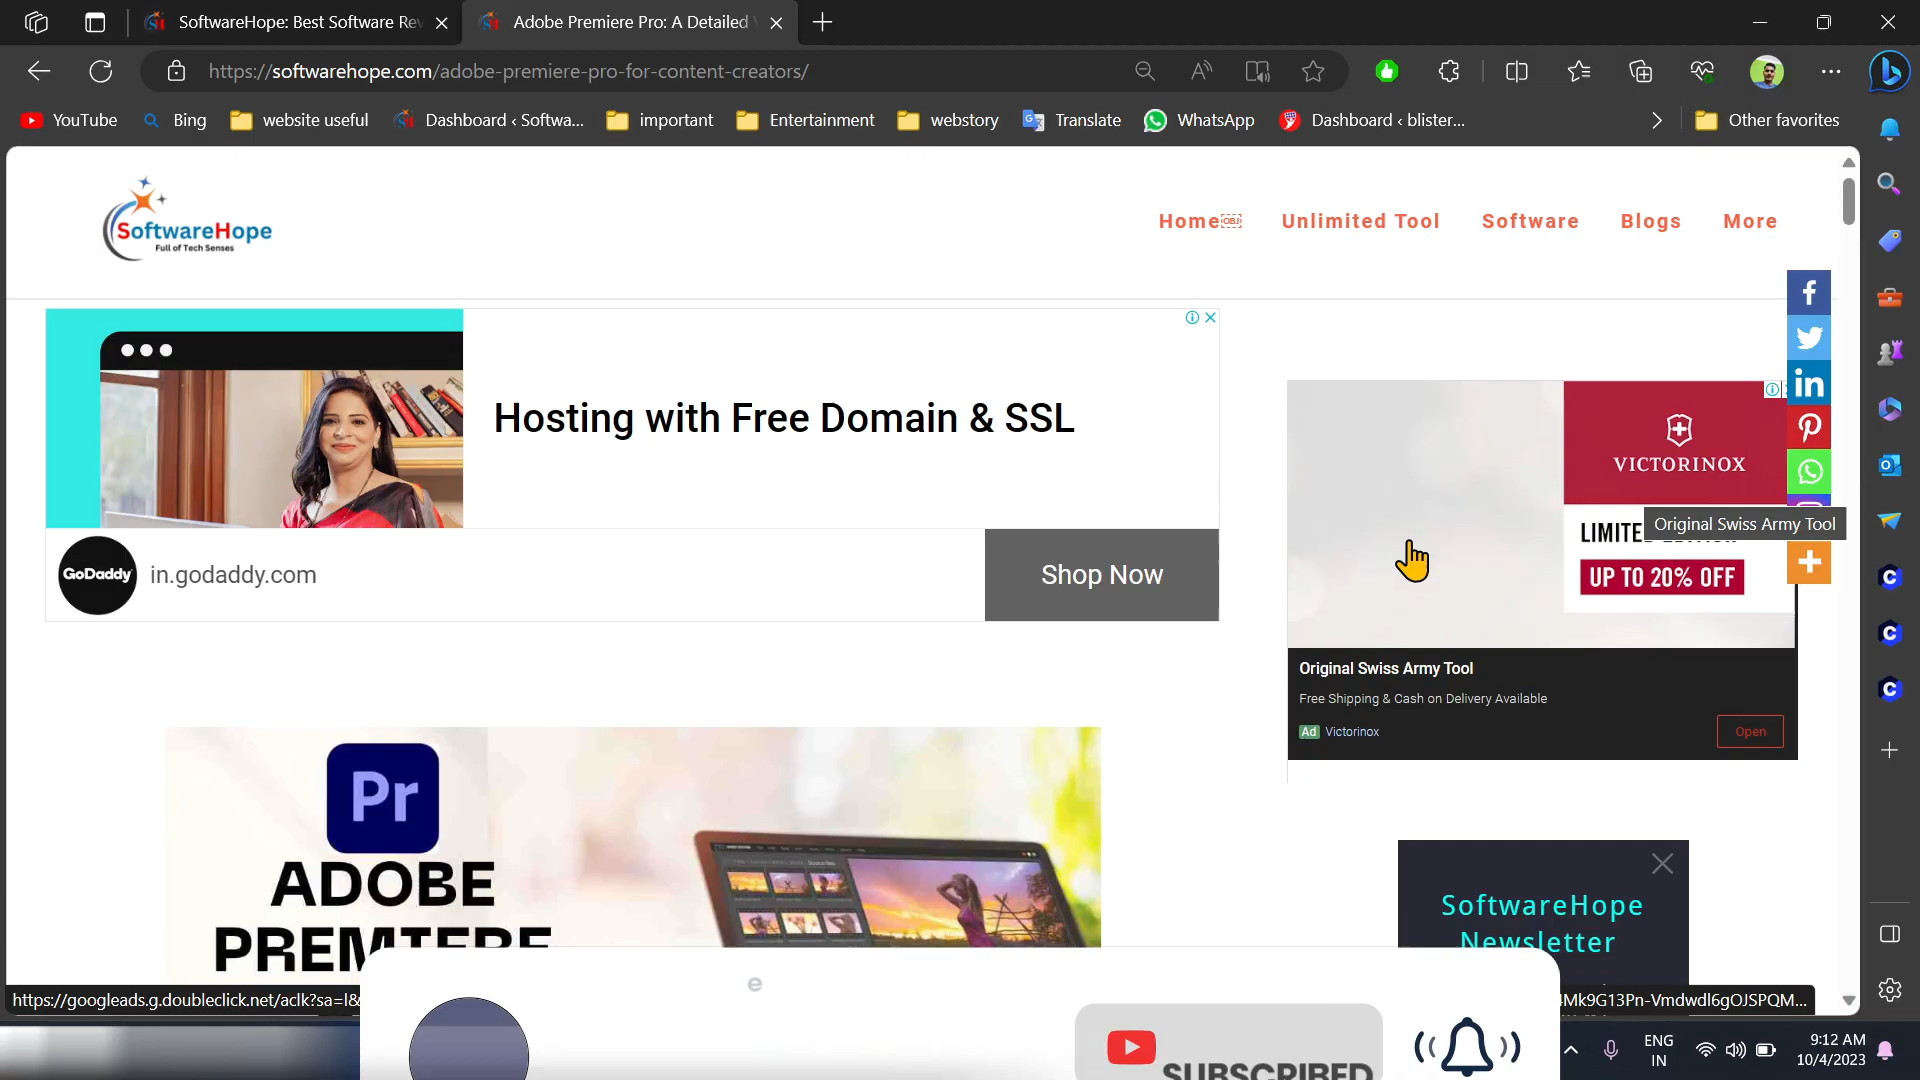 SoftwareHope: Best Software Rev
Adobe Premiere Pro: A Detailed
https://softwarehope.com/adobe-premiere-pro-for-content-creators/
YouTube
Bing
website useful
Dashboard ‹ Softwa...
important
Entertainment
webstory
Translate
WhatsApp
Dashboard ‹ blister...
Other favorites
SoftwareHope
Full of Tech Senses
Home
OBJ
Unlimited Tool
Software
Blogs
More
Hosting with Free Domain & SSL
GoDaddy
in.godaddy.com
Shop Now
VICTORINOX
Original Swiss Army Tool
UP TO 20% OFF
Original Swiss Army Tool
Free Shipping & Cash on Delivery Available
Ad Victorinox
Open
Pr
ADOBE
PREMIERE
SoftwareHope
Newsletter
https://googleads.g.doubleclick.net/aclk?sa=l&
Mk9G13Pn-Vmdwdl6gOJSPQM...
e
SUBSCRIBED
ENG
IN
9:12 AM
10/4/2023